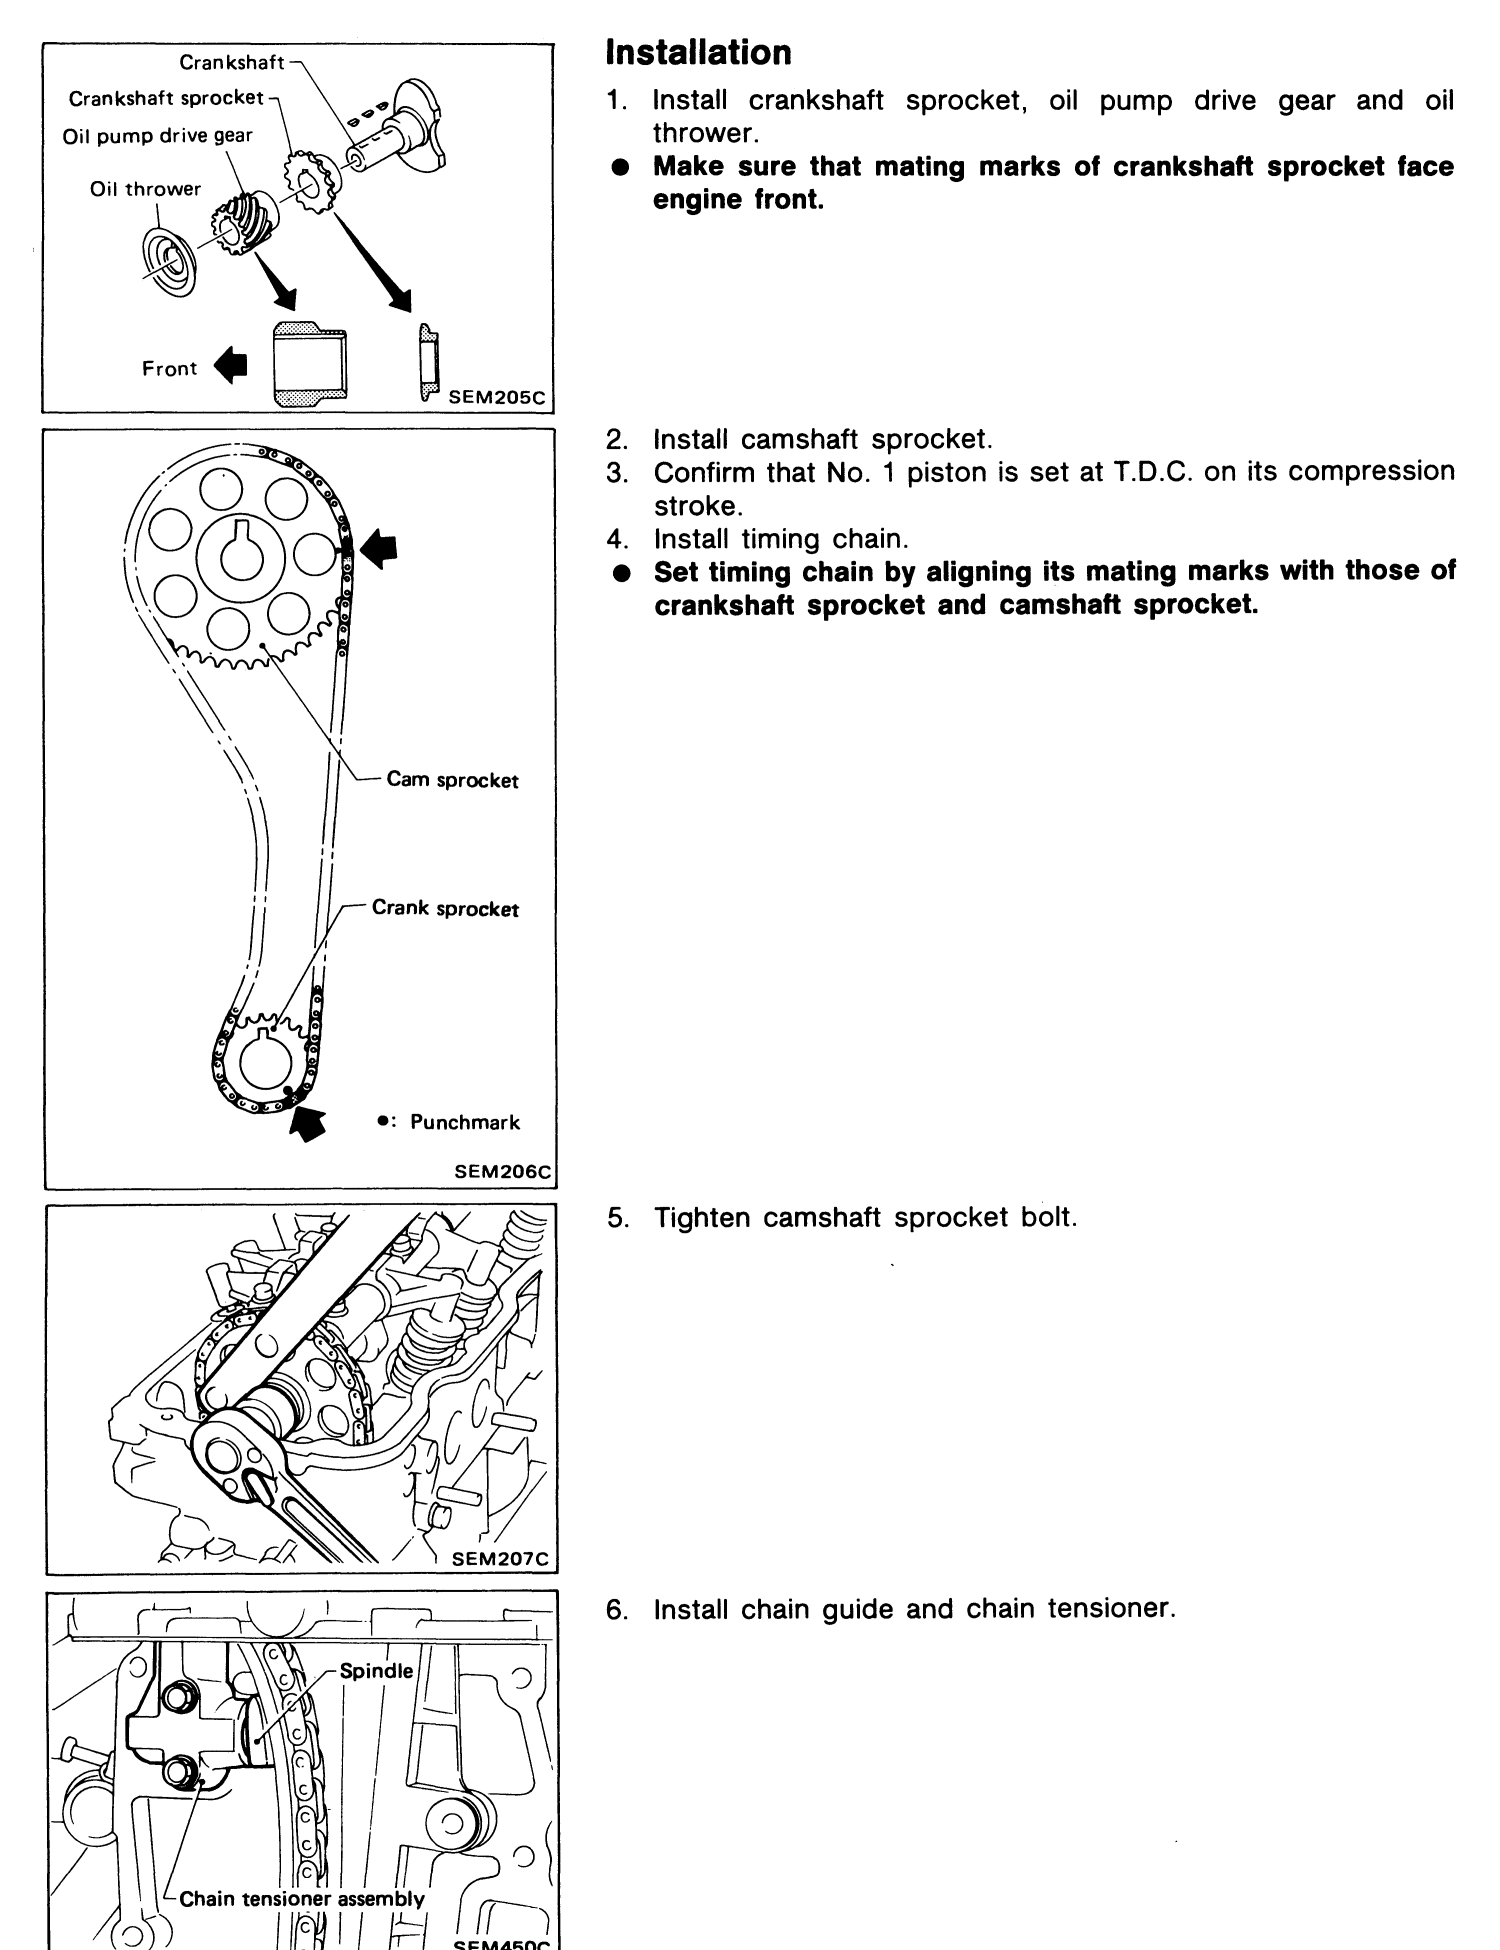 Crankshaft
Crankshaft sprocket
Oil pump drive gear
Oil thrower
Front
SEM205C
Installation
1. Install crankshaft sprocket, oil pump drive gear and oil
thrower.
● Make sure that mating marks of crankshaft sprocket face
engine front.
Cam sprocket
Crank sprocket
●: Punchmark
SEM206C
2. Install camshaft sprocket.
3. Confirm that No. 1 piston is set at T.D.C. on its compression
stroke.
4. Install timing chain.
● Set timing chain by aligning its mating marks with those of
crankshaft sprocket and camshaft sprocket.
SEM207C
5. Tighten camshaft sprocket bolt.
Spindle
Chain tensioner assembly
SEM450C
6. Install chain guide and chain tensioner.